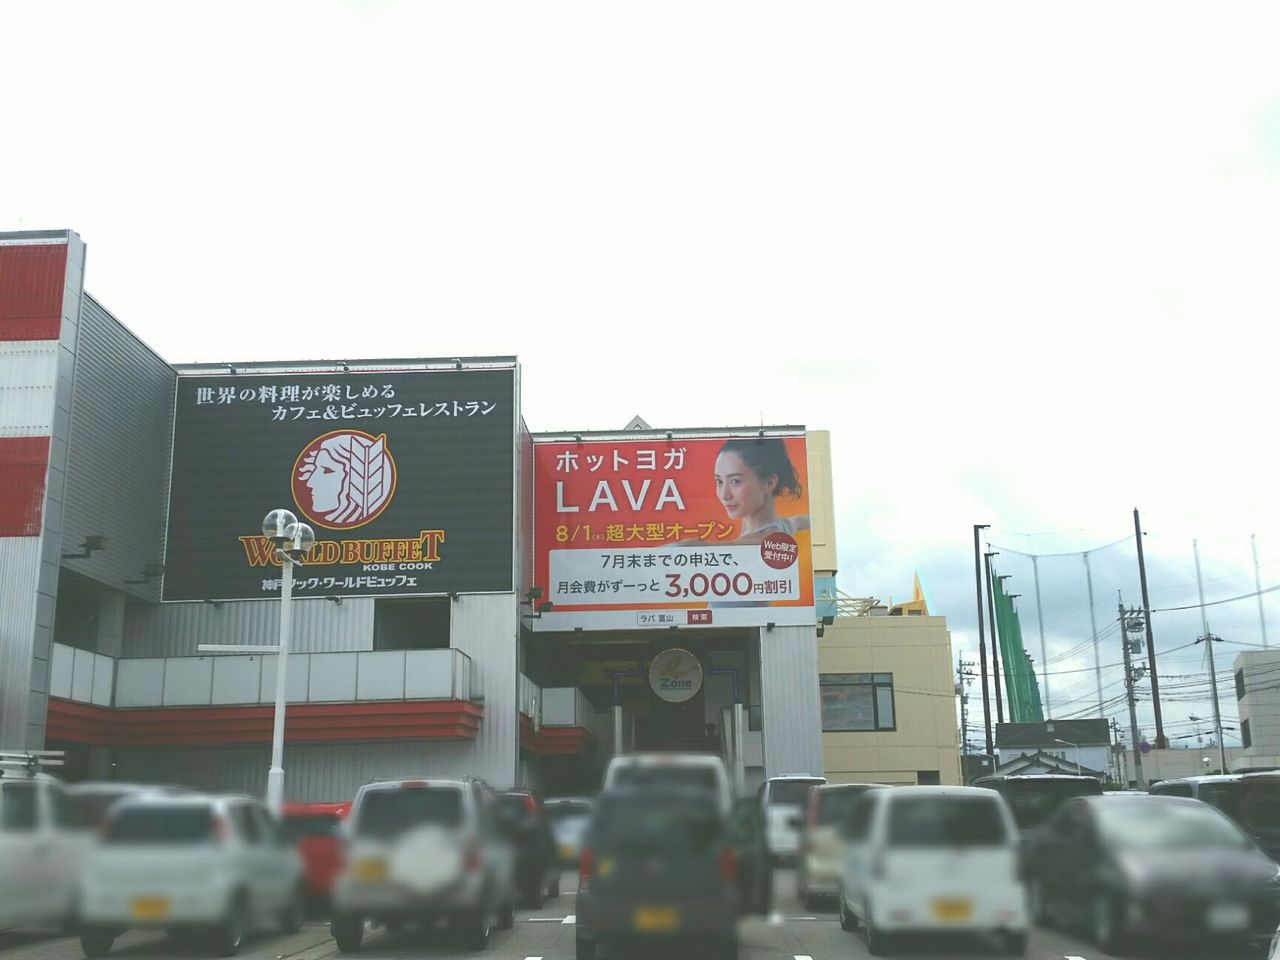 世界の料理が楽しめる
カフェ&ビュッフェレストラン
WORLD BUFFET
KOBE COOK
神戸クック・ワールドビュッフェ
ホットヨガ
LAVA
8/1(木)超大型オープン
Web限定
受付中!
7月末までの申込で、
月会費がずーっと3,000円割引
ラバ 富山 検索
Zone